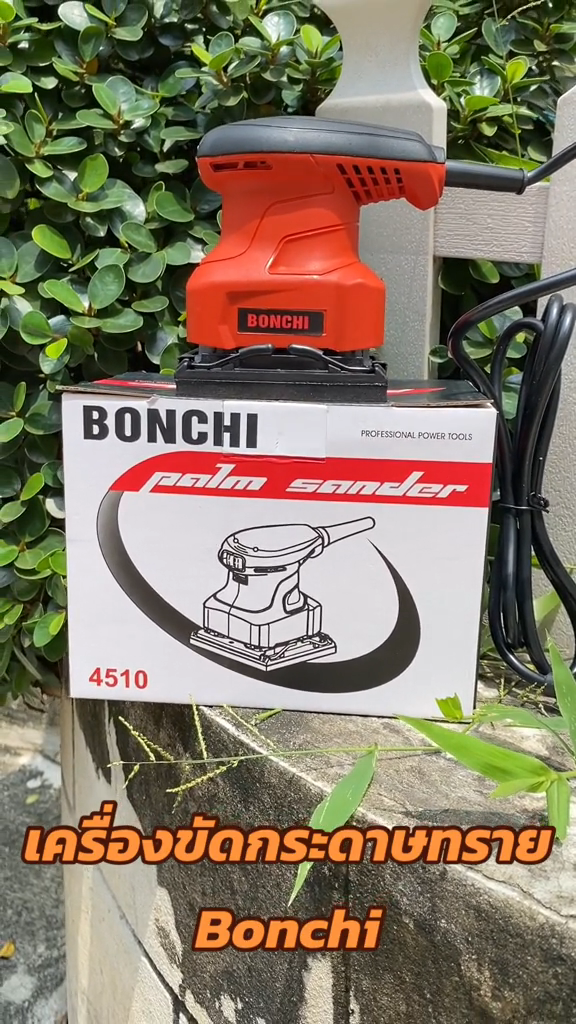 BONCHI
BONCHI
PROFESSIONAL POWER TOOLS
palm sander
4510
เครื่องขัดกระดาษทราย
Bonchi